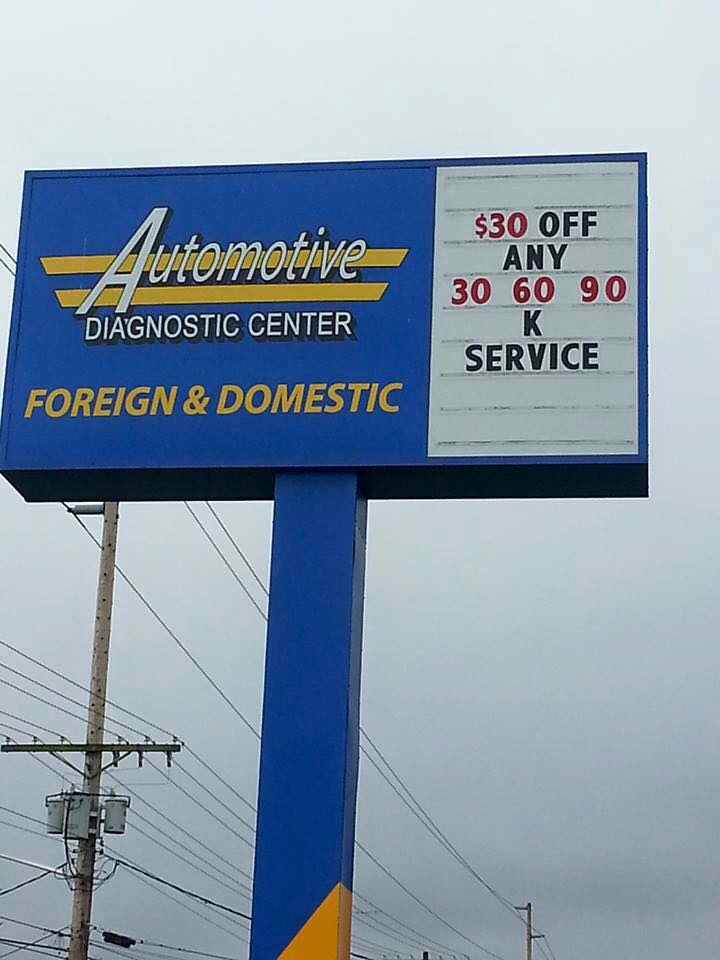 Automotive
DIAGNOSTIC CENTER
FOREIGN & DOMESTIC
$30 OFF
ANY
30 60 90
K
SERVICE